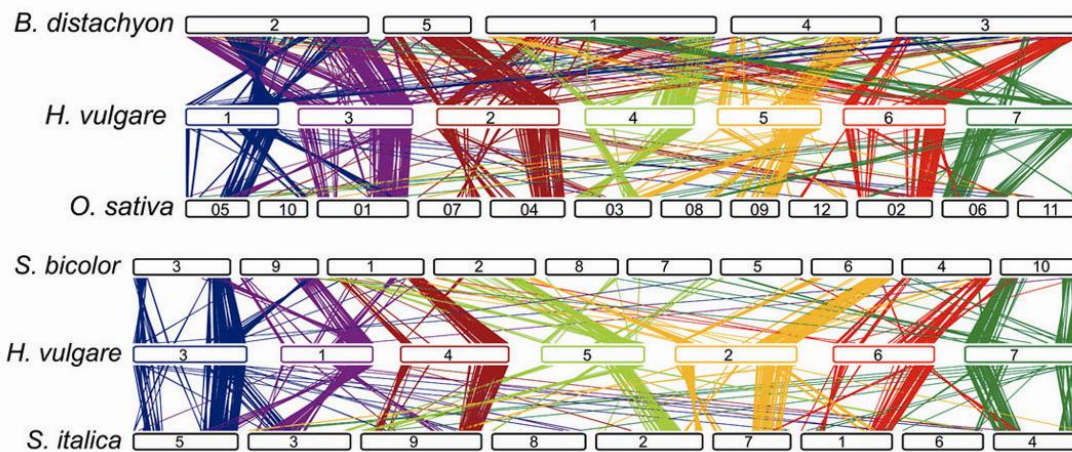 B. distachyon 2 5 1 4 3
H. vulgare 1 3 2 4 5 6 7
O. sativa 05 10 01 07 04 03 08 09 12 02 06 11
S. bicolor 3 9 1 2 8 7 5 6 4 10
H. vulgare 3 1 4 5 2 6 7
S. italica 5 3 9 8 2 7 1 6 4